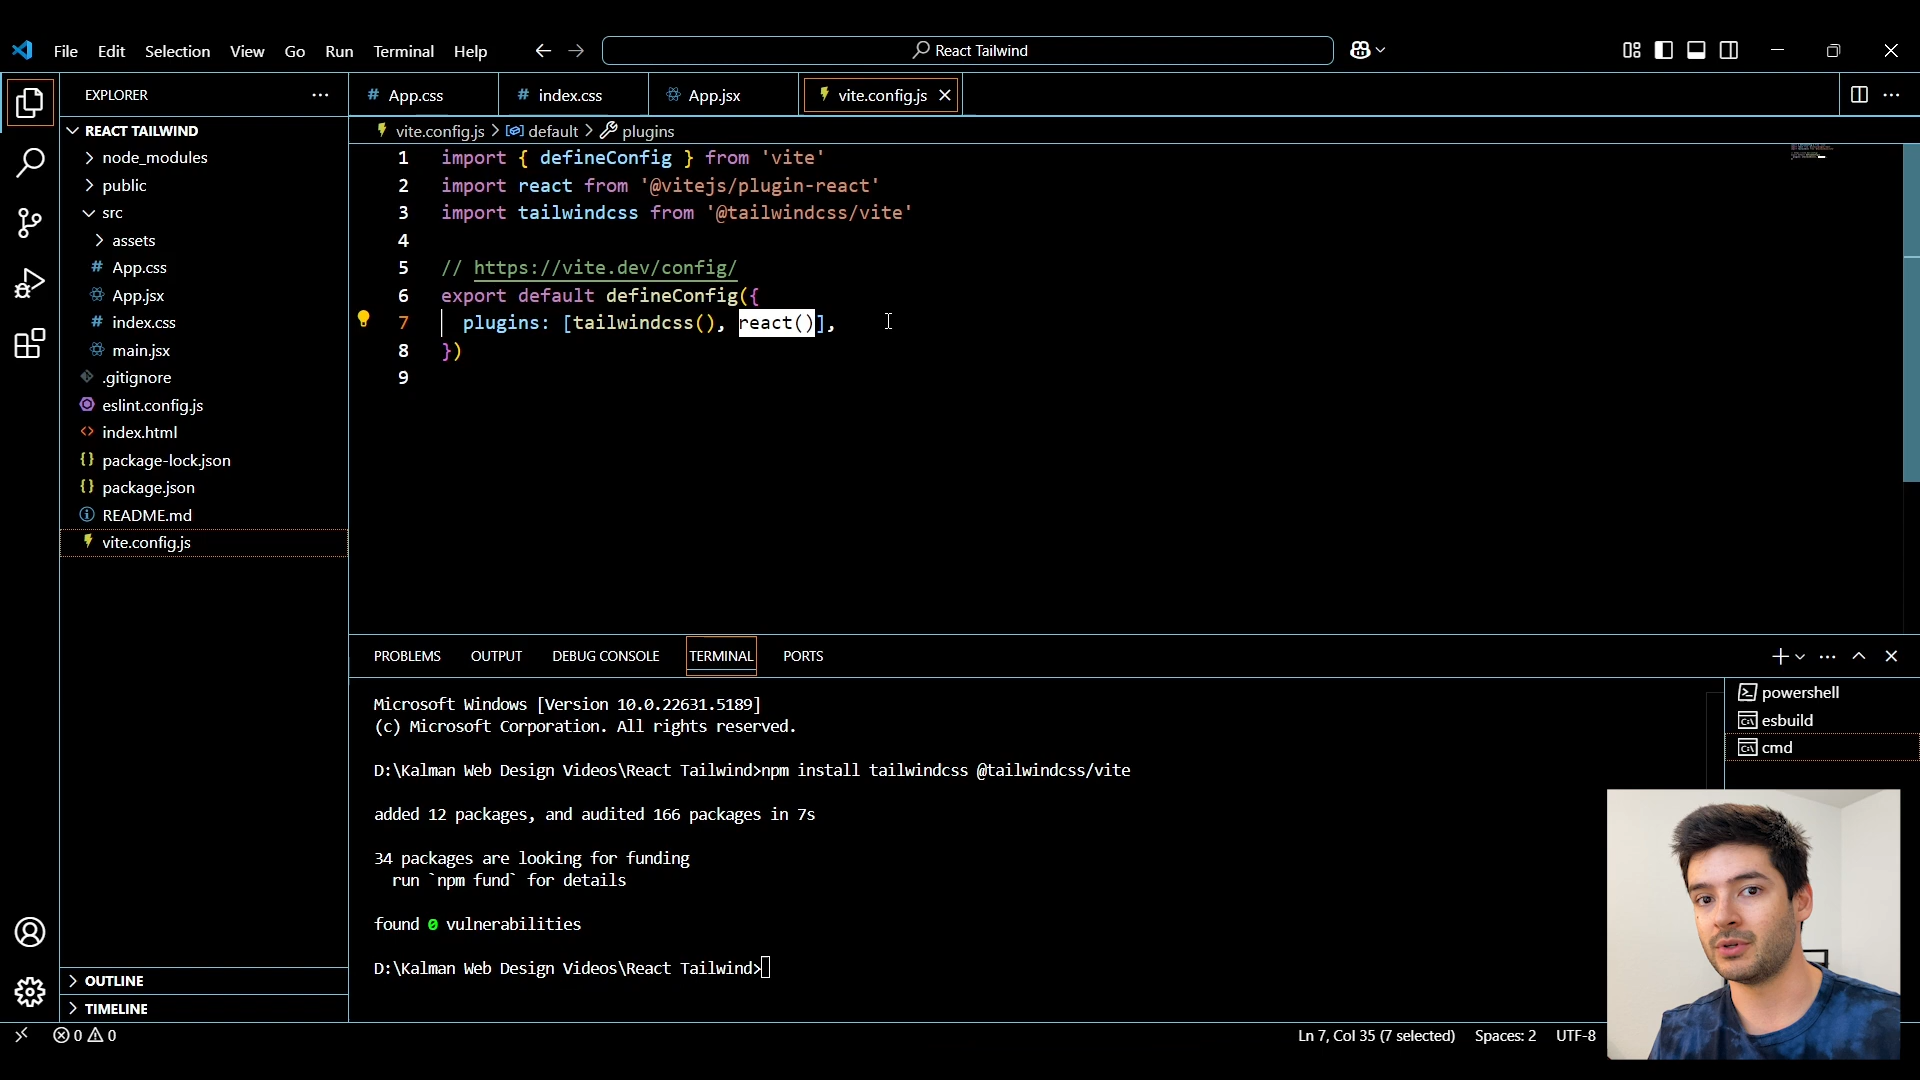 File Edit Selection View Go Run Terminal Help
React Tailwind
EXPLORER
REACT TAILWIND
node_modules
public
src
assets
App.css
App.jsx
index.css
main.jsx
.gitignore
eslint.config.js
index.html
package-lock.json
package.json
README.md
vite.config.js
OUTLINE
TIMELINE
App.css index.css App.jsx vite.config.js
vite.config.js > default > plugins
1 import { defineConfig } from 'vite'
2 import react from '@vitejs/plugin-react'
3 import tailwindcss from '@tailwindcss/vite'
4
5 // https://vite.dev/config/
6 export default defineConfig({
7 plugins: [tailwindcss(), react()],
8 })
9
PROBLEMS OUTPUT DEBUG CONSOLE TERMINAL PORTS
Microsoft Windows [Version 10.0.22631.5189]
(c) Microsoft Corporation. All rights reserved.
D:\Kalman Web Design Videos\React Tailwind>npm install tailwindcss @tailwindcss/vite
added 12 packages, and audited 166 packages in 7s
34 packages are looking for funding
run `npm fund` for details
found 0 vulnerabilities
D:\Kalman Web Design Videos\React Tailwind>
powershell
esbuild
cmd
0 0
Ln 7, Col 35 (7 selected) Spaces: 2 UTF-8